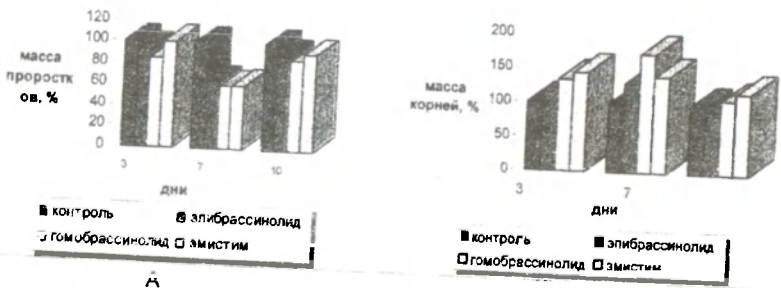 120
100
80
60
40
20
0
масса
проростк
ов, %
3
7
10
дни
контроль
эпибрассинолид
гомобрассинолид
эмистим
А
200
150
100
50
0
масса
корней, %
3
7
дни
контроль
эпибрассинолид
гомобрассинолид
эмистим